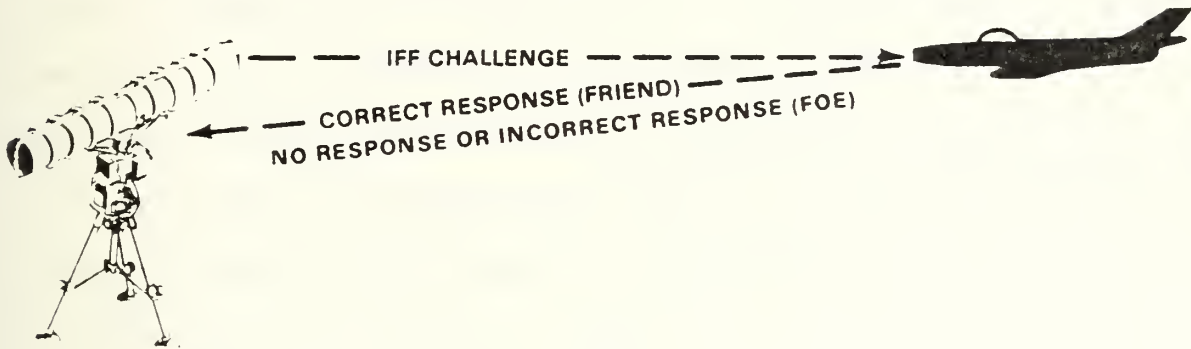 IFF CHALLENGE
CORRECT RESPONSE (FRIEND)
NO RESPONSE OR INCORRECT RESPONSE (FOE)